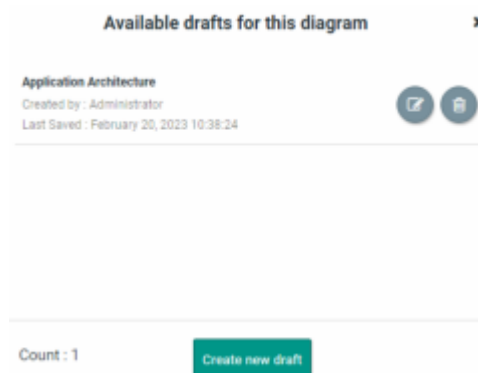 Available drafts for this diagram
Application Architecture
Created by : Administrator
Last Saved : February 20, 2023 10:38:24
Count : 1
Create new draft